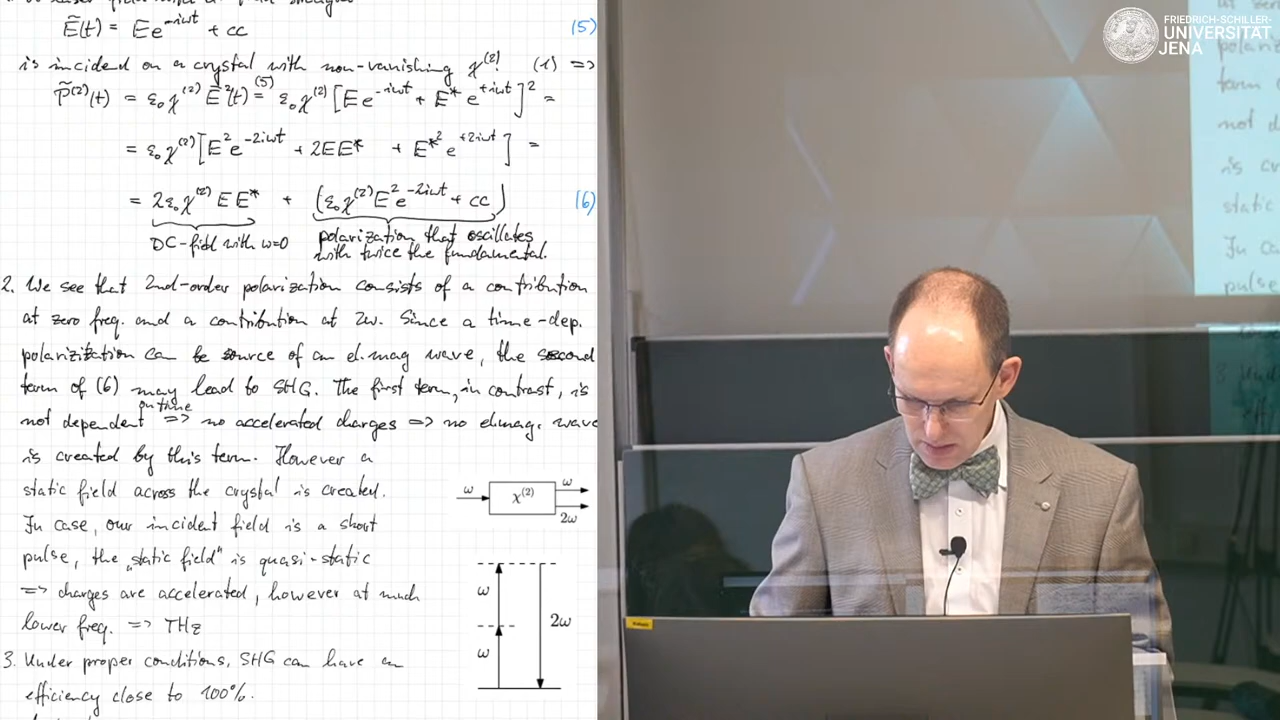 Ẽ(t) = E e^{-iωt} + cc (5)
is incided on a crystal with non-vanishing χ^{(2)}! (1) =>
P̃^{(2)}(t) = ε₀χ^{(2)} Ẽ²(t) =^{(5)} ε₀χ^{(2)} [E e^{-iωt} + E* e^{+iωt}]² =
= ε₀χ^{(2)} [E² e^{-2iωt} + 2EE* + E*² e^{+2iωt}] =
= 2ε₀χ^{(2)} EE* + (ε₀χ^{(2)} E² e^{-2iωt} + cc) (6)
DC-field with ω=0 polarization that oscillates
with twice the fundamental.
2. We see that 2nd-order polarization consists of a contribution
at zero freq. and a contribution at 2ω. Since a time-dep.
polarizitation can be source of an el.mag wave, the second
term of (6) may lead to SHG. The first term, in contrast, is
not dependent on time => no accelerated charges => no el.mag. wave
is created by this term. However a
static field across the crystal is created.
In case, our incident field is a short
pulse, the „static field" is quasi-static
=> charges are accelerated, however at much
lower freq. => THz
3. Under proper conditions, SHG can have an
efficiency close to 100%.
ω χ^{(2)} ω
2ω
ω
2ω
ω
FRIEDRICH-SCHILLER-
UNIVERSITÄT
JENA